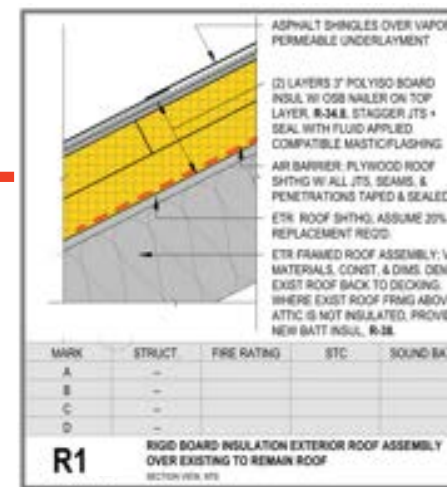 ASPHALT SHINGLES OVER VAPOR
PERMEABLE UNDERLAYMENT
(2) LAYERS 3" POLYISO BOARD
INSUL W/ OSB NAILER ON TOP
LAYER, R-34.8. STAGGER JTS +
SEAL WITH FLUID APPLIED
COMPATIBLE MASTIC/FLASHING
AIR BARRIER: PLYWOOD ROOF
SHTHG W/ ALL JTS, SEAMS, &
PENETRATIONS TAPED & SEALED
ETR ROOF SHTHG; ASSUME 20%
REPLACEMENT REQ'D.
ETR FRAMED ROOF ASSEMBLY;
MATERIALS, CONST, & DIMS.
EXIST ROOF BACK TO DECKING.
WHERE EXIST ROOF FRMG ABOV
ATTIC IS NOT INSULATED, PROVI
NEW BATT INSUL, R-38.
MARK STRUCT. FIRE RATING STC SOUND BA
A –
B –
C –
D –
R1
RIGID BOARD INSULATION EXTERIOR ROOF ASSEMBLY
OVER EXISTING TO REMAIN ROOF
SECTION VIEW, NTS